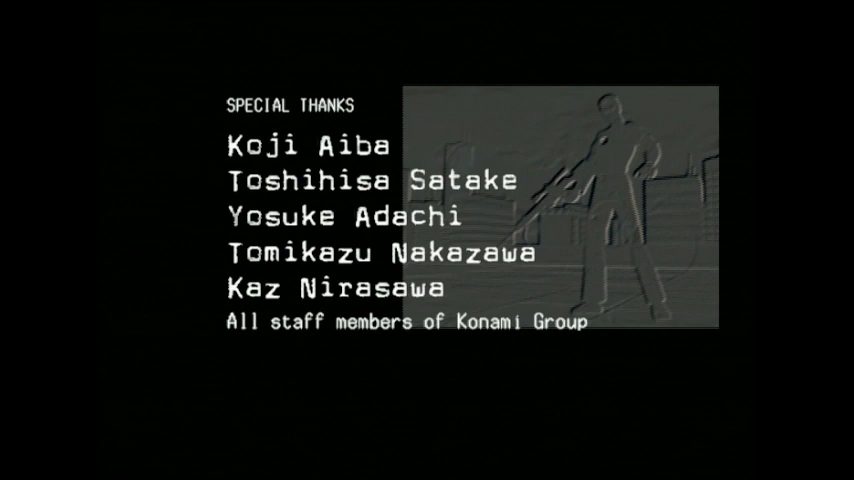 SPECIAL THANKS
Koji Aiba
Toshihisa Satake
Yosuke Adachi
Tomikazu Nakazawa
Kaz Nirasawa
All staff members of Konami Group